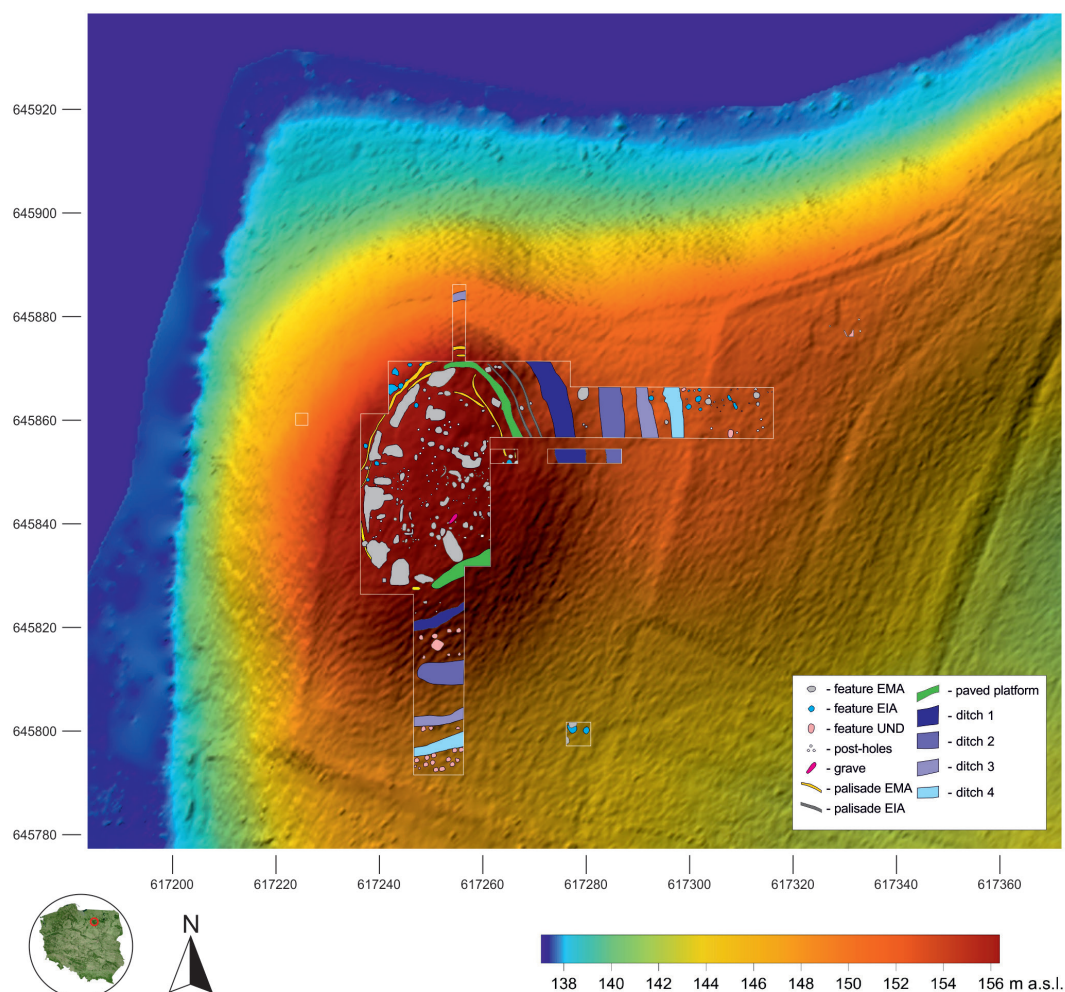 645920
645900
645880
645860
645840
645820
645800
645780
- feature EMA
- feature EIA
- feature UND
- post-holes
- grave
- palisade EMA
- palisade EIA
- paved platform
- ditch 1
- ditch 2
- ditch 3
- ditch 4
617200 617220 617240 617260 617280 617300 617320 617340 617360
N
138 140 142 144 146 148 150 152 154 156 m a.s.l.